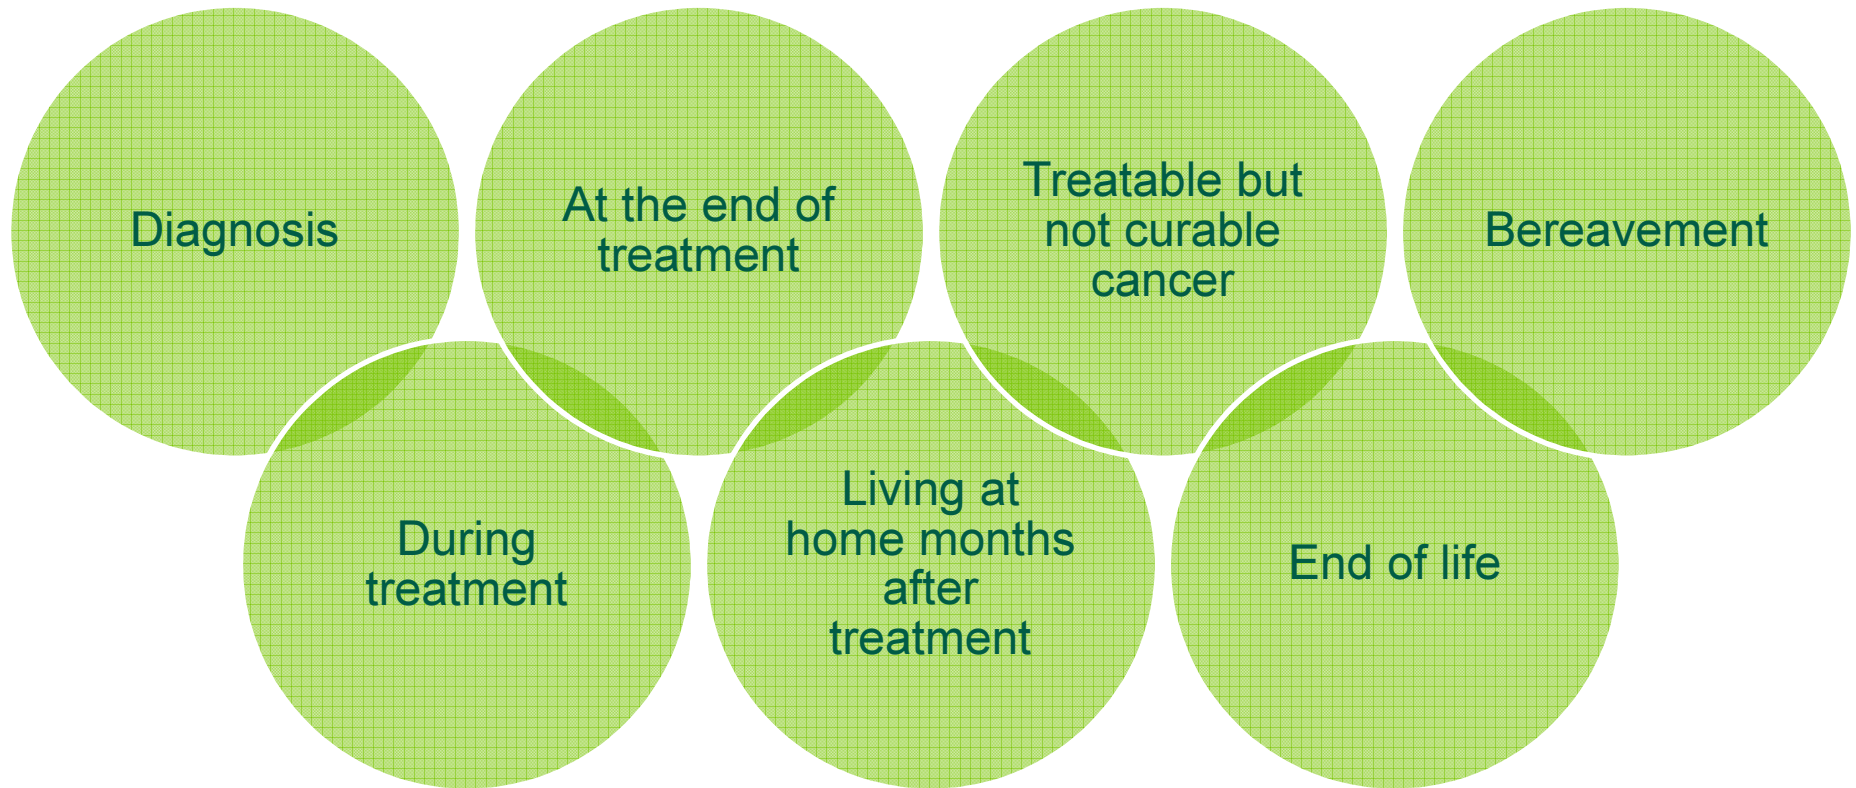 Diagnosis
During
treatment
At the end of
treatment
Living at
home months
after
treatment
Treatable but
not curable
cancer
End of life
Bereavement